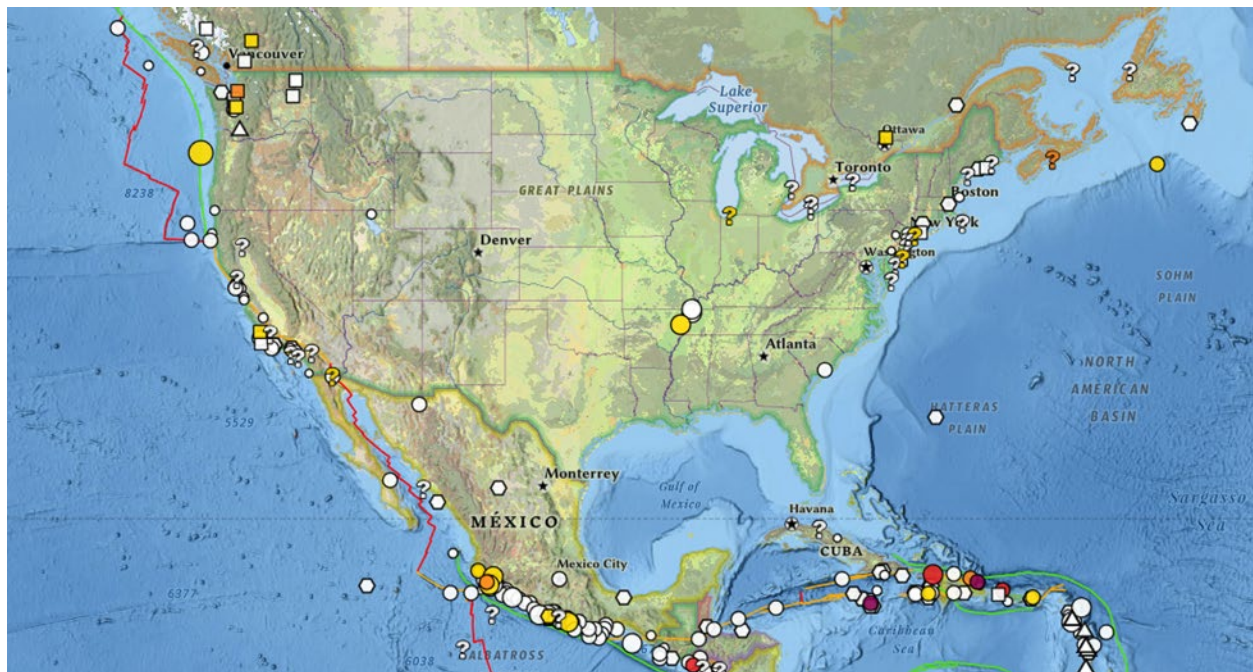 Vancouver
Lake
Superior
Ottawa
Toronto
8238
GREAT PLAINS
Boston
New York
Denver
Washington
SOHM
PLAIN
Atlanta
NORTH
AMERICAN
BASIN
HATTERAS
PLAIN
5529
Monterrey
Gulf of
Mexico
Sargasso
Sea
Havana
MÉXICO
CUBA
Mexico City
6377
Caribbean
Sea
6038
ALBATROSS